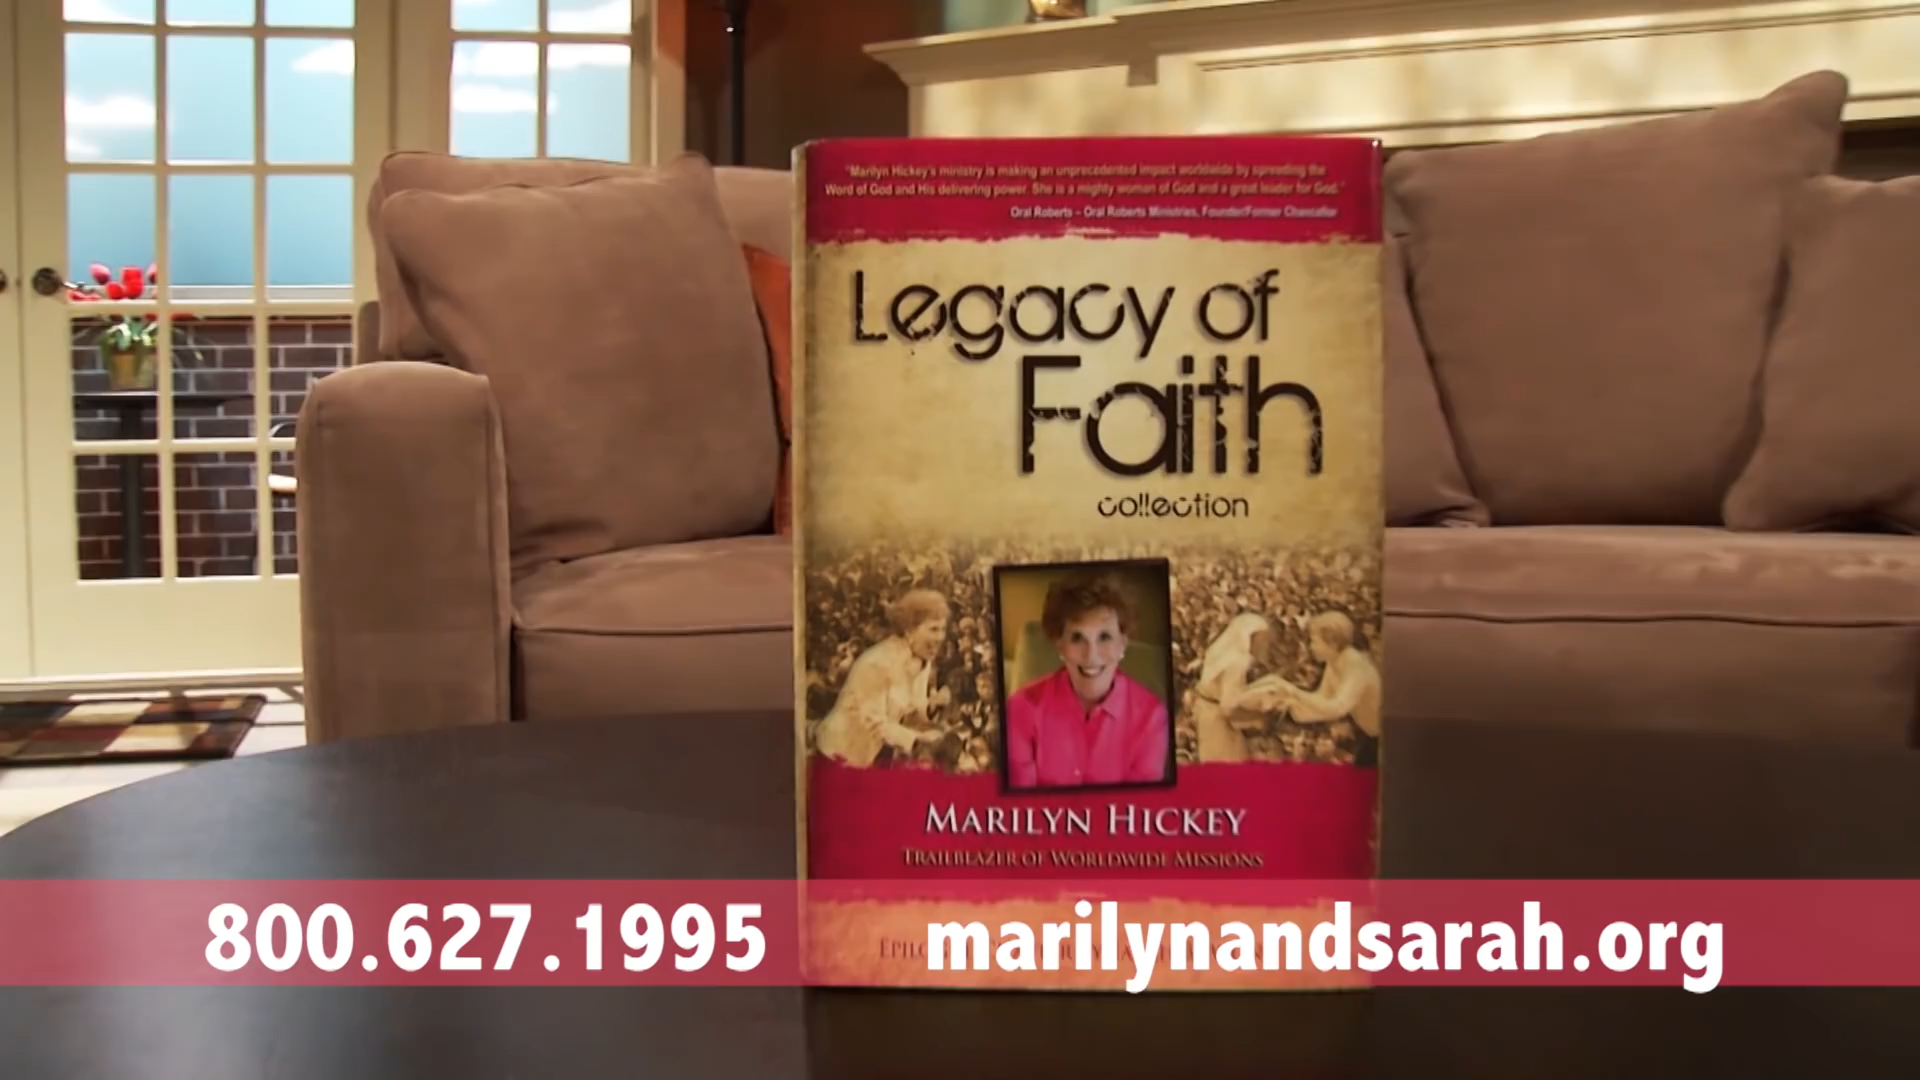 "Marilyn Hickey's ministry is making an unprecedented impact worldwide by spreading the
Word of God and His delivering power. She is a mighty woman of God and a great leader for God."
Oral Roberts – Oral Roberts Ministries, Founder/Former Chancellor
Legacy of
Faith
collection
MARILYN HICKEY
TRAILBLAZER OF WORLDWIDE MISSIONS
800.627.1995 marilynandsarah.org